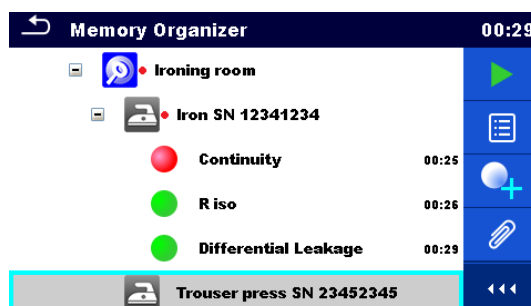 Memory Organizer 00:29
Ironing room
Iron SN 12341234
Continuity 00:25
R iso 00:26
Differential Leakage 00:29
Trouser press SN 23452345